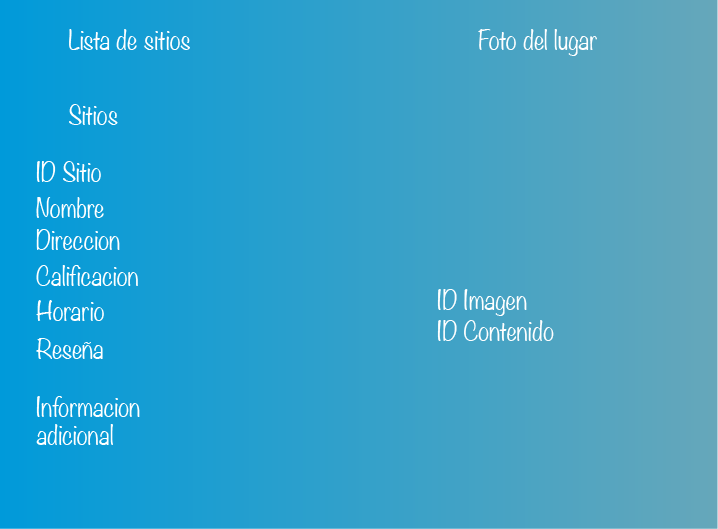 Lista de sitios
Foto del lugar
Sitios
ID Sitio
Nombre
Direccion
Calificacion
Horario
Reseña
Informacion
adicional
ID Imagen
ID Contenido